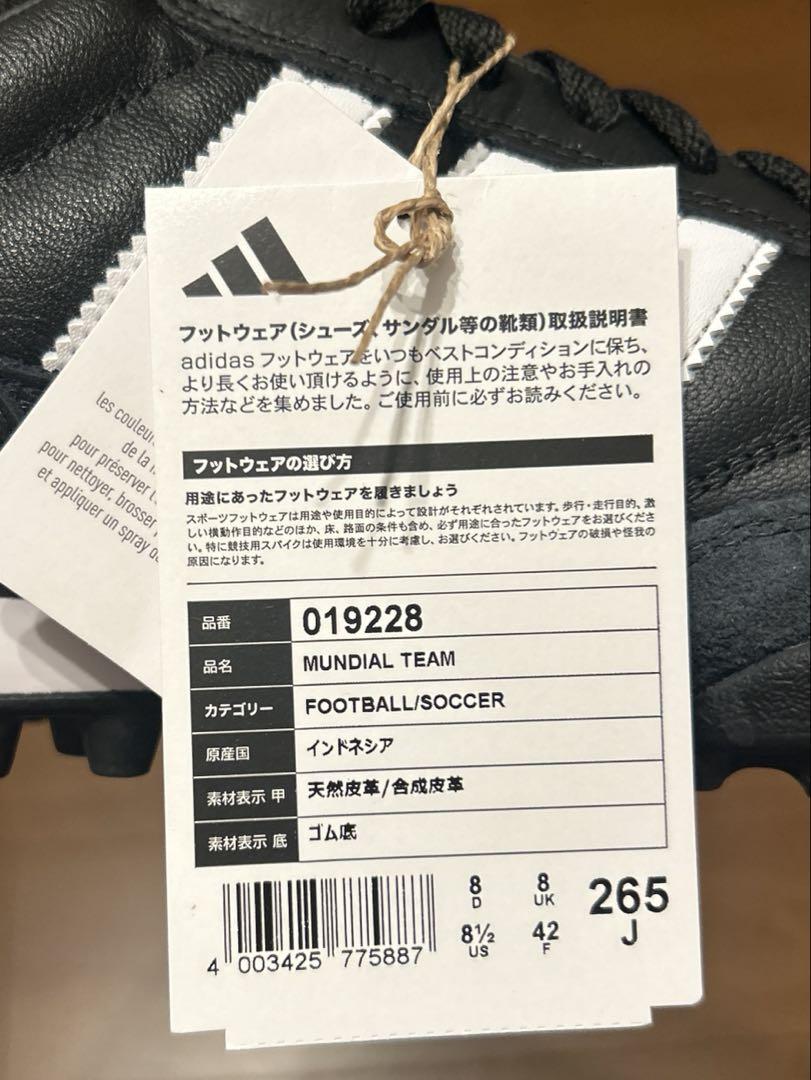 フットウェア(シューズ、サンダル等の靴類)取扱説明書
adidas フットウェアをいつもベストコンディションに保ち、
より長くお使い頂けるように、使用上の注意やお手入れの
方法などを集めました。ご使用前に必ずお読みください。
フットウェアの選び方
用途にあったフットウェアを履きましょう
スポーツフットウェアは用途や使用目的によって設計がそれぞれされています。歩行・走行目的、激
しい横動作目的などのほか、床、路面の条件も含め、必ず用途に合ったフットウェアをお選びくださ
い。特に競技用スパイクは使用環境を十分に考慮し、お選びください。フットウェアの破損や怪我の
原因になります。
品番 019228
品名 MUNDIAL TEAM
カテゴリー FOOTBALL/SOCCER
原産国 インドネシア
素材表示 甲 天然皮革/合成皮革
素材表示 底 ゴム底
8 D 8 UK 265 J
8½ US 42 F
4 003425 775887
les couleur
de la
pour préserver
pour nettoyer, brosser
et appliquer un spray